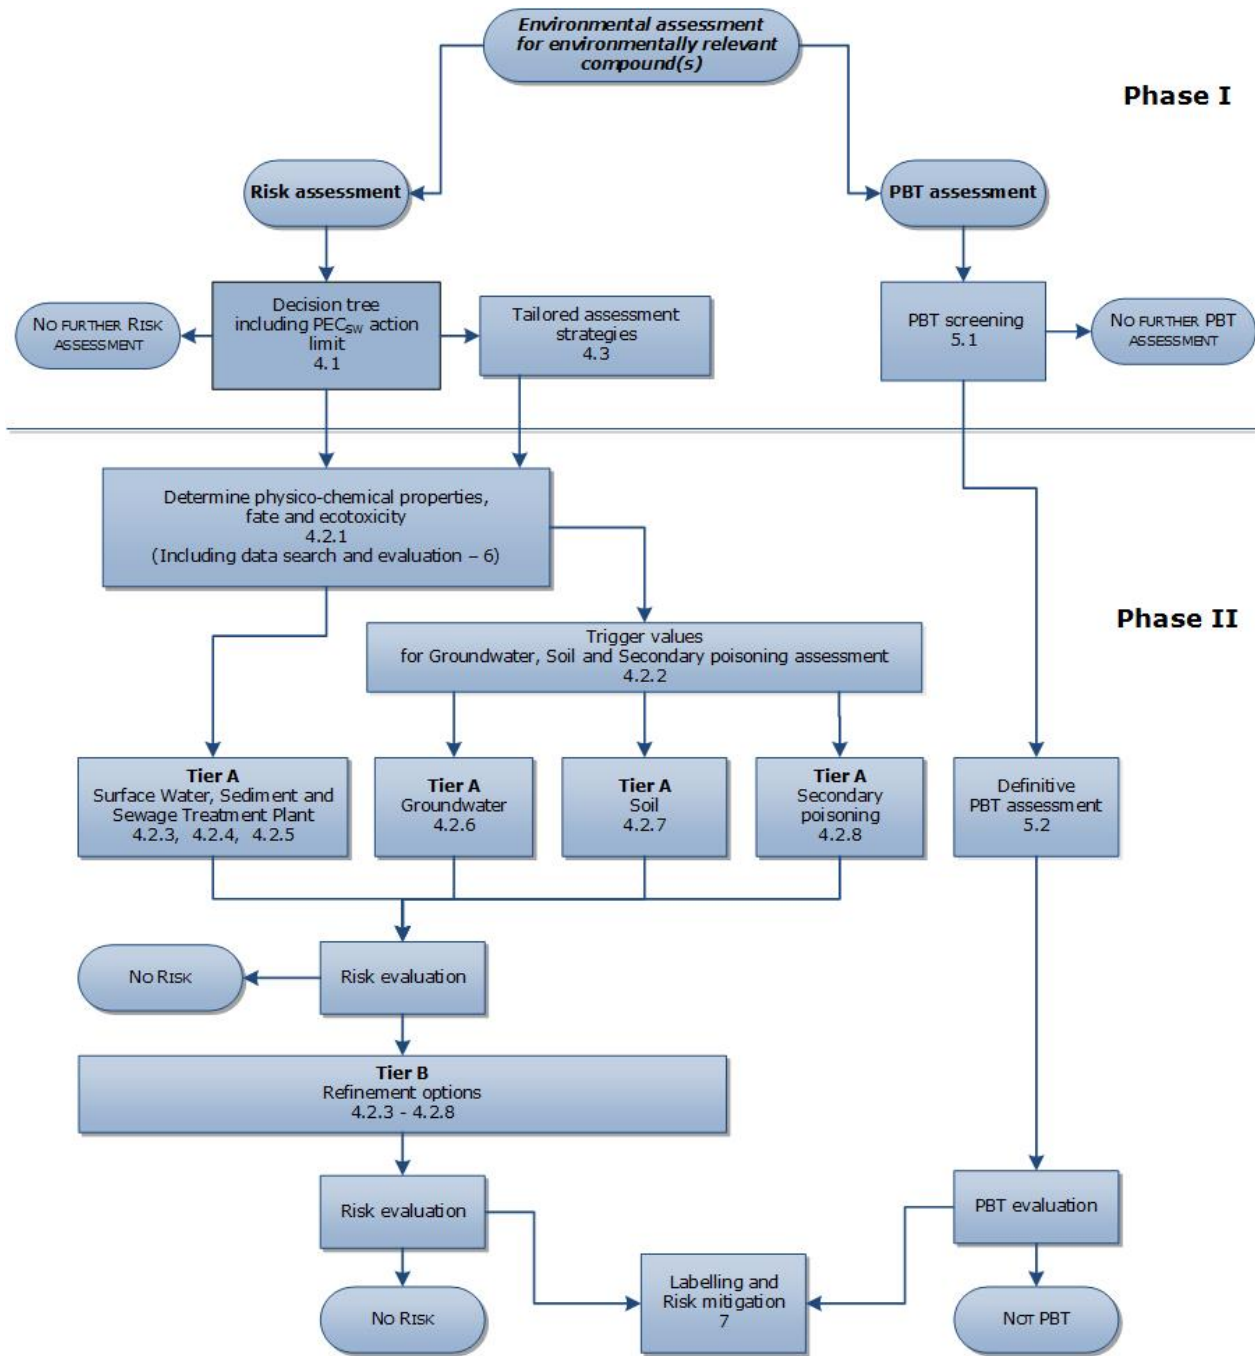 Environmental assessment
for environmentally relevant
compound(s)
Phase I
Risk assessment
PBT assessment
NO FURTHER RISK
ASSESSMENT
Decision tree
including PECSW action
limit
4.1
Tailored assessment
strategies
4.3
PBT screening
5.1
NO FURTHER PBT
ASSESSMENT
Determine physico-chemical properties,
fate and ecotoxicity
4.2.1
(Including data search and evaluation – 6)
Phase II
Trigger values
for Groundwater, Soil and Secondary poisoning assessment
4.2.2
Tier A
Surface Water, Sediment and
Sewage Treatment Plant
4.2.3, 4.2.4, 4.2.5
Tier A
Groundwater
4.2.6
Tier A
Soil
4.2.7
Tier A
Secondary
poisoning
4.2.8
Definitive
PBT assessment
5.2
NO RISK
Risk evaluation
Tier B
Refinement options
4.2.3 - 4.2.8
Risk evaluation
PBT evaluation
NO RISK
Labelling and
Risk mitigation
7
NOT PBT